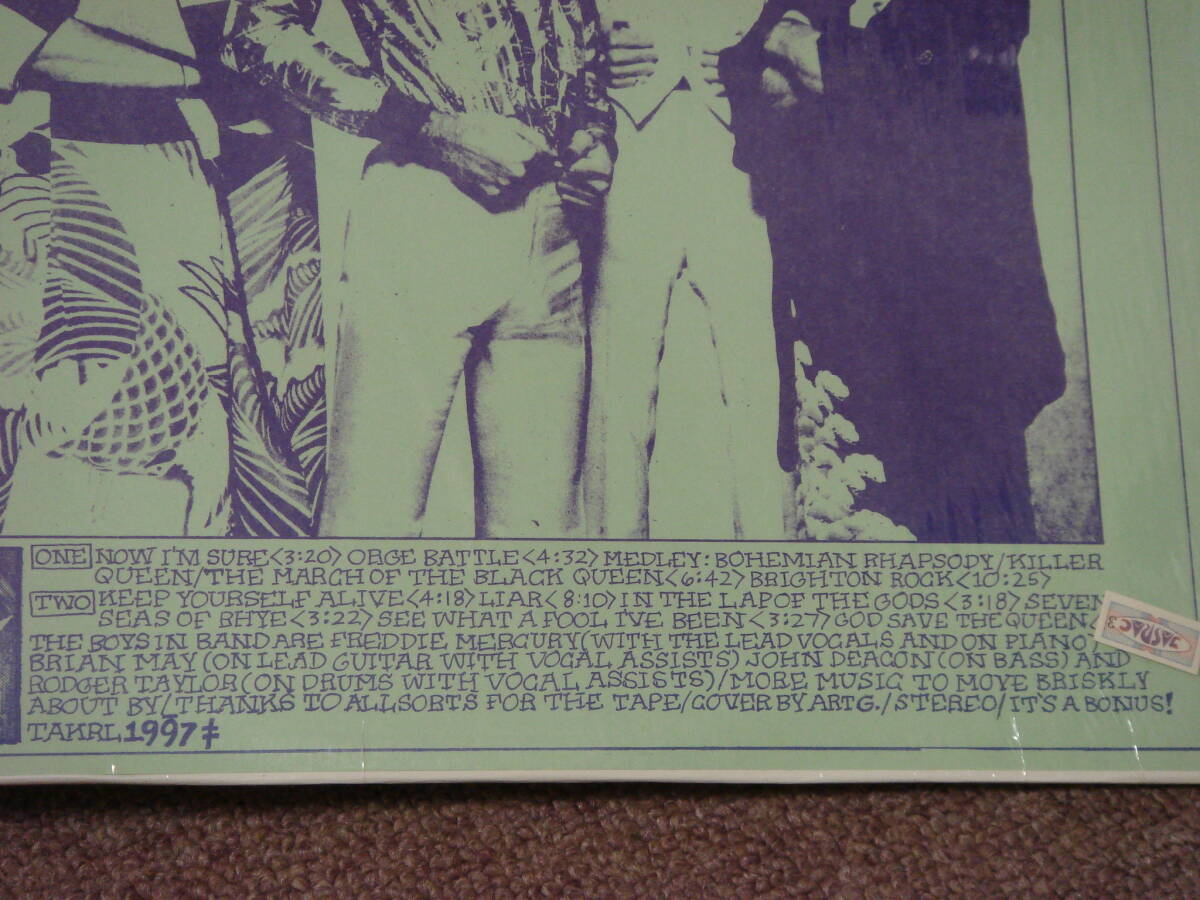 ONE NOW I'M SURE<3:20> ORGE BATTLE<4:32> MEDLEY: BOHEMIAN RHAPSODY/KILLER
QUEEN/THE MARCH OF THE BLACK QUEEN<6:42> BRIGHTON ROCK<10:25>
TWO KEEP YOURSELF ALIVE<4:18> LIAR<8:10> IN THE LAP OF THE GODS<3:18> SEVEN
SEAS OF RHYE<3:22> SEE WHAT A FOOL I'VE BEEN<3:27> GOD SAVE THE QUEEN<
THE BOYS IN BAND ARE FREDDIE MERCURY(WITH THE LEAD VOCALS AND ON PIANO)
BRIAN MAY(ON LEAD GUITAR WITH VOCAL ASSISTS) JOHN DEACON(ON BASS) AND
RODGER TAYLOR(ON DRUMS WITH VOCAL ASSISTS)/MORE MUSIC TO MOVE BRISKLY
ABOUT BY/THANKS TO ALLSORTS FOR THE TAPE/COVER BY ART G./STEREO/IT'S A BONUS!
TAKRL 1997‡
JASRAC 3